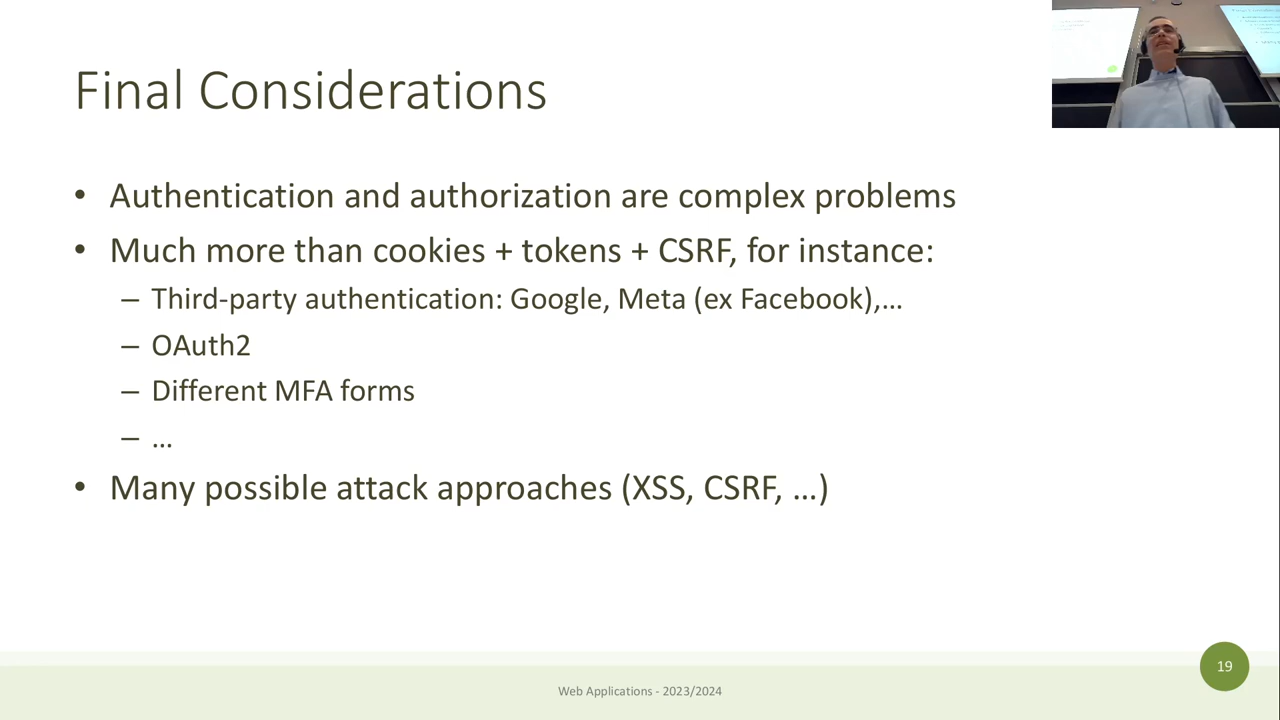 Final Considerations
• Authentication and authorization are complex problems
• Much more than cookies + tokens + CSRF, for instance:
– Third-party authentication: Google, Meta (ex Facebook),…
– OAuth2
– Different MFA forms
– …
• Many possible attack approaches (XSS, CSRF, …)
19
Web Applications - 2023/2024